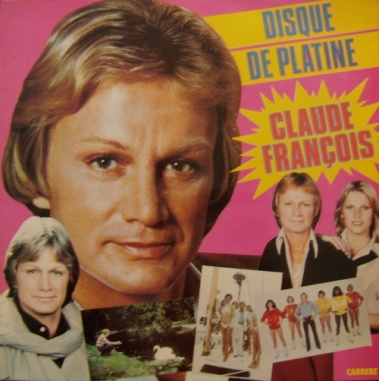 DISQUE
DE PLATINE
CLAUDE
FRANÇOIS
CARRERE